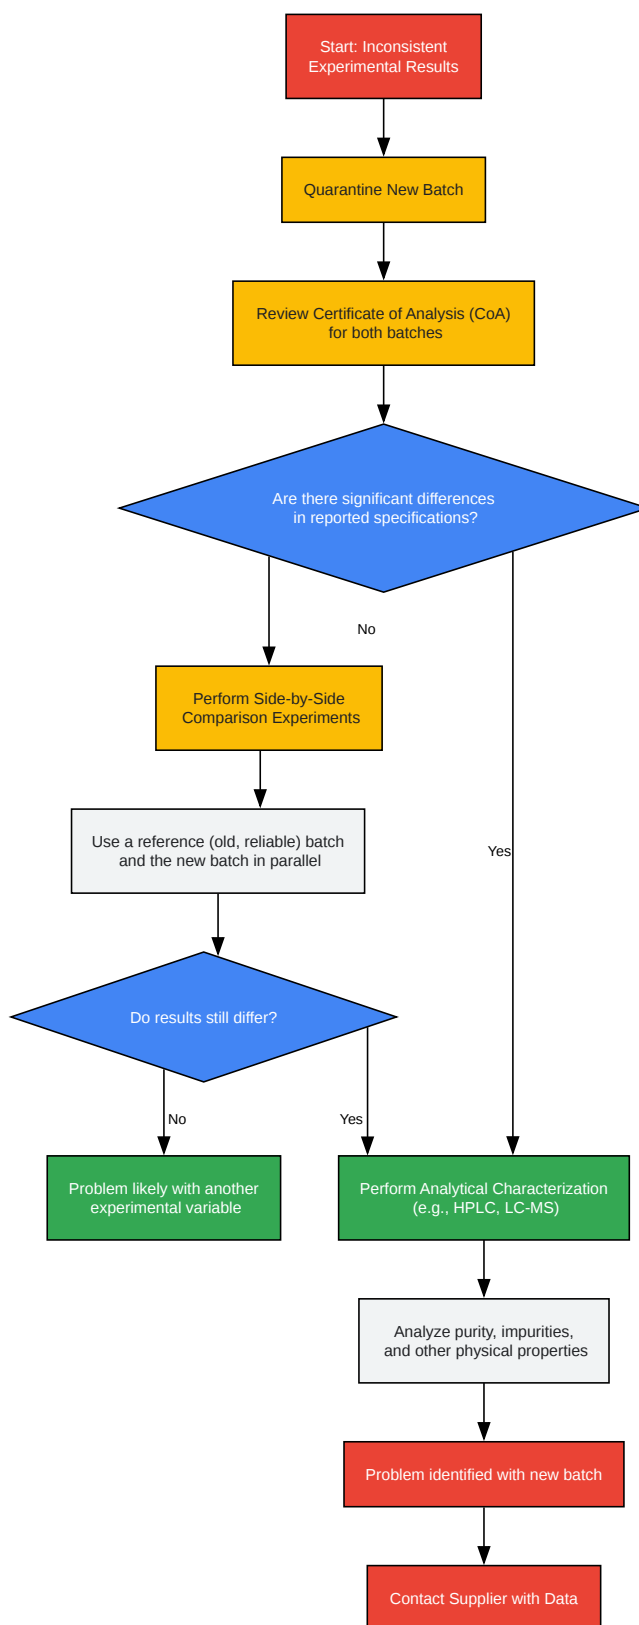 Start: Inconsistent
Experimental Results
Quarantine New Batch
Review Certificate of Analysis (CoA)
for both batches
Are there significant differences
in reported specifications?
No
Perform Side-by-Side
Comparison Experiments
Use a reference (old, reliable) batch
and the new batch in parallel
Yes
Do results still differ?
No
Yes
Problem likely with another
experimental variable
Perform Analytical Characterization
(e.g., HPLC, LC-MS)
Analyze purity, impurities,
and other physical properties
Problem identified with new batch
Contact Supplier with Data